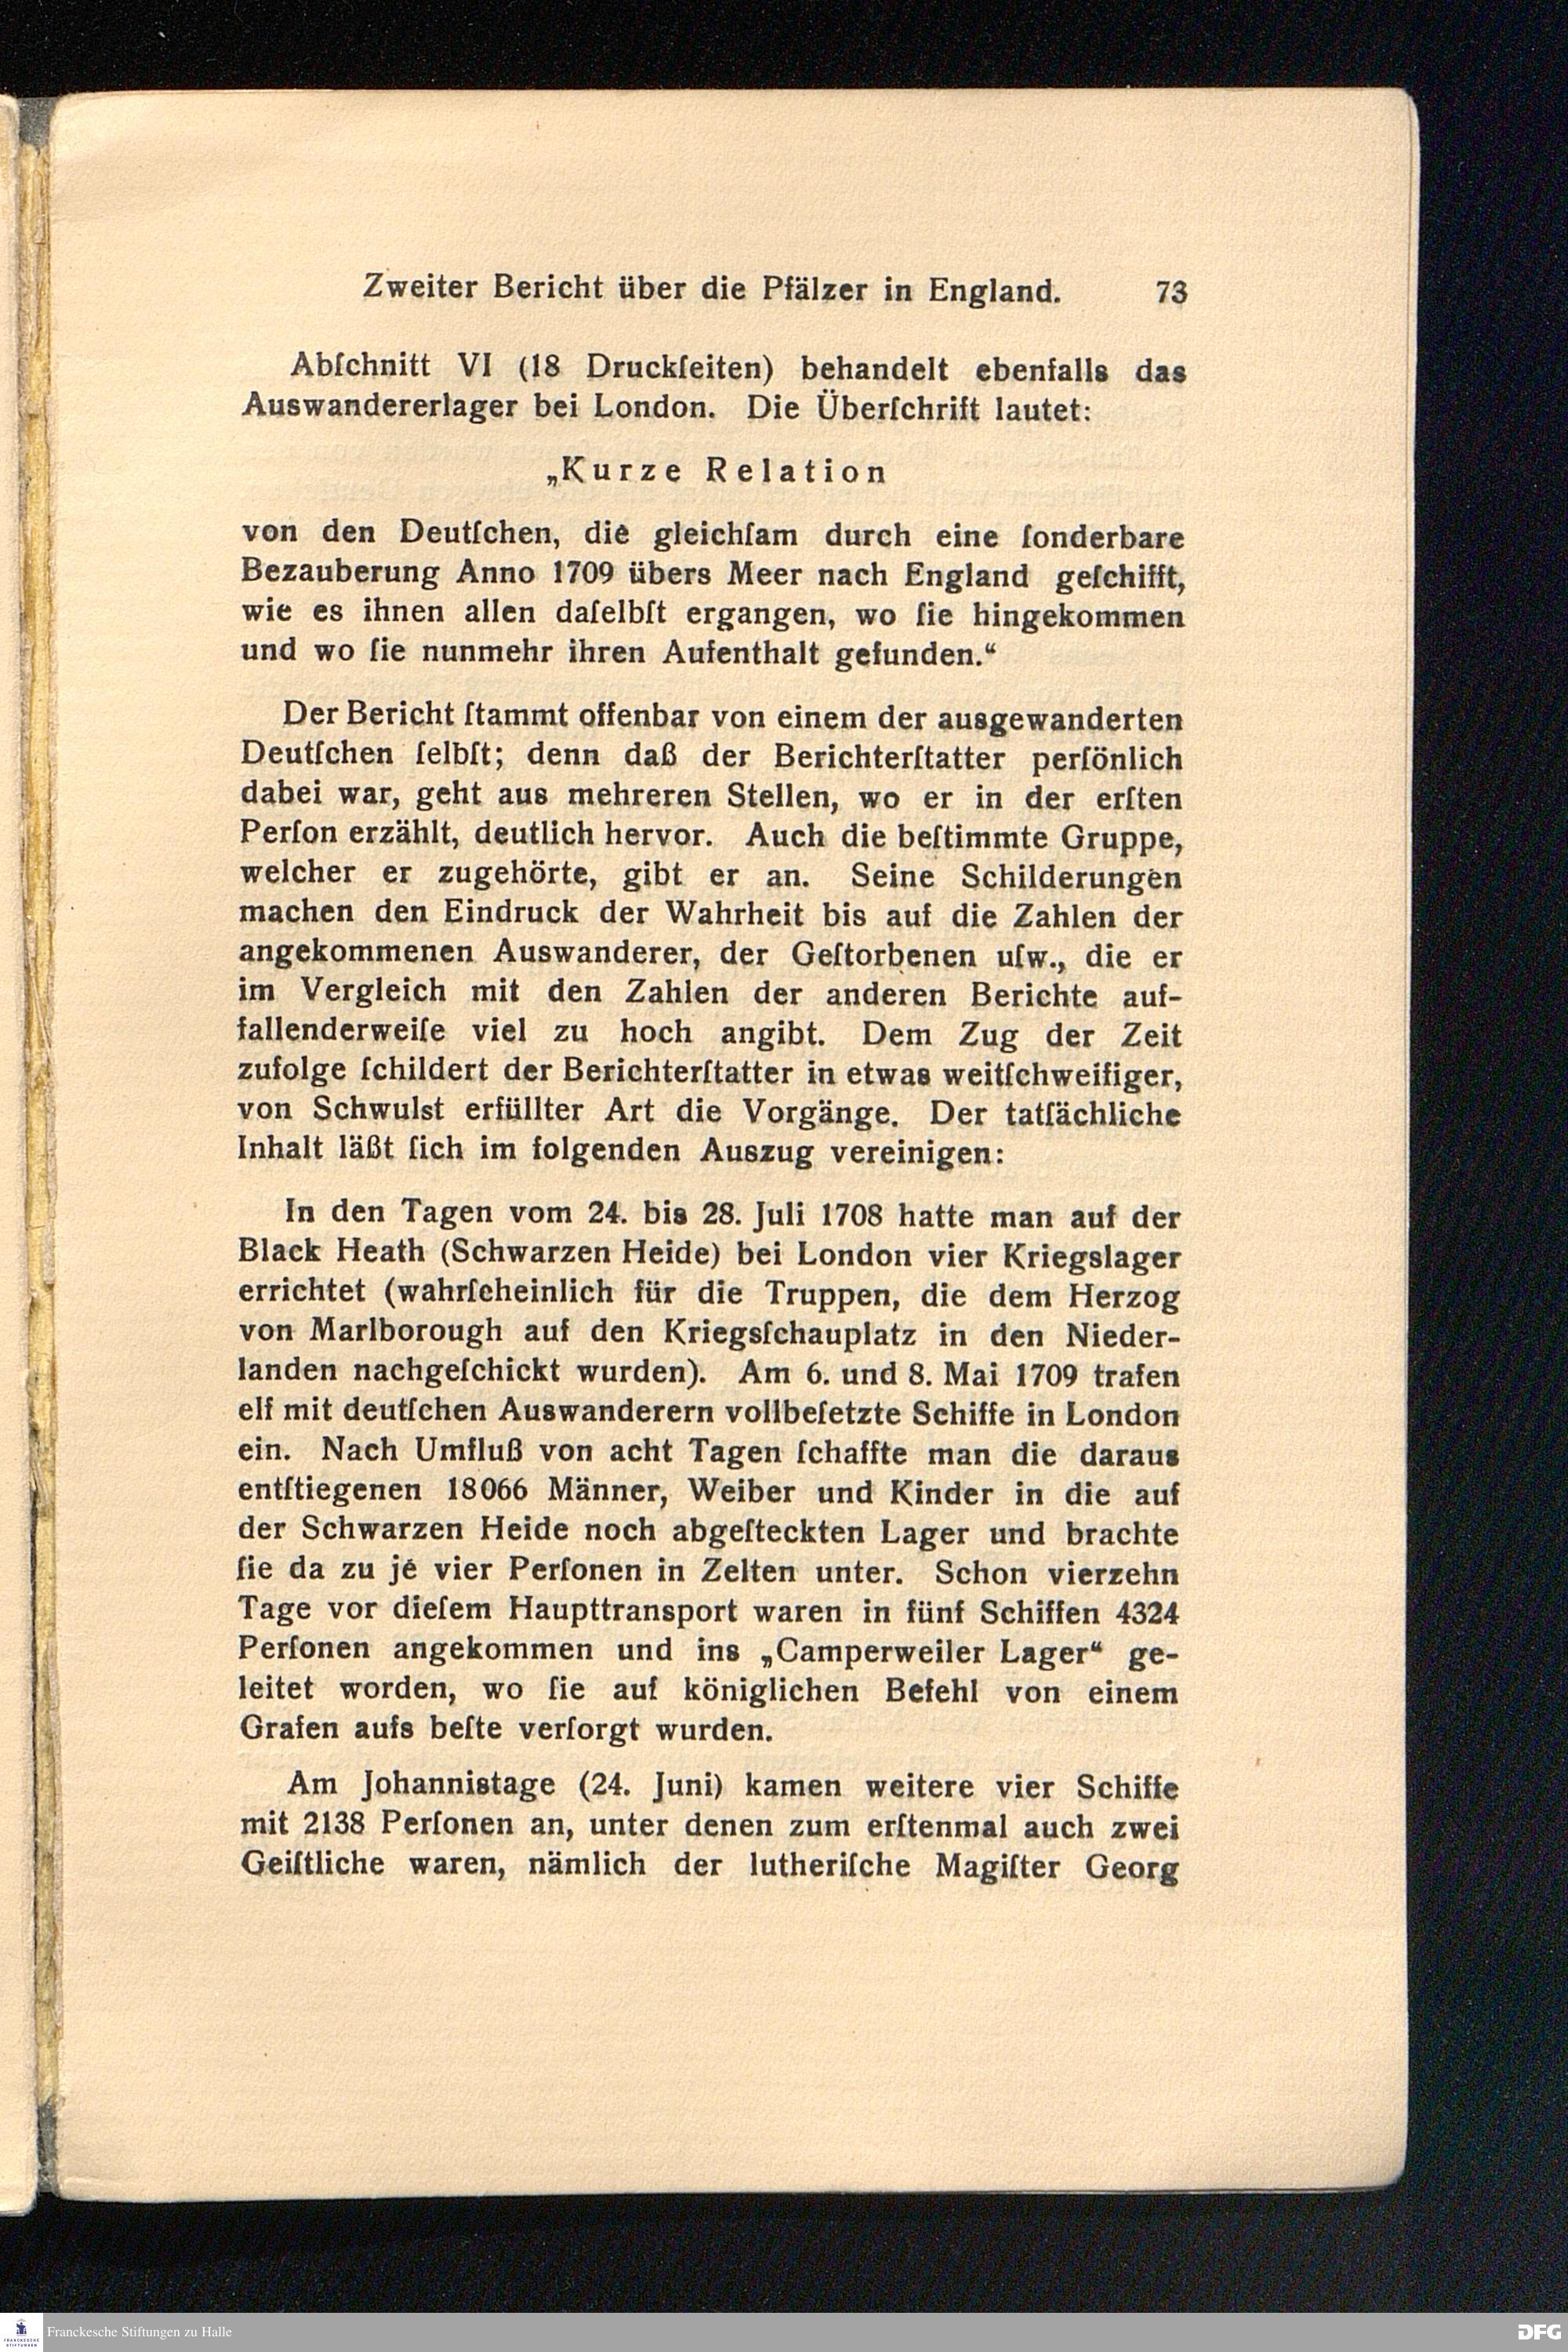 Zweiter Bericht über die Pfälzer in England. 73
Abſchnitt VI (18 Druckſeiten) behandelt ebenfalls das
Auswandererlager bei London. Die Überſchrift lautet:
„Kurze Relation
von den Deutſchen, die gleichſam durch eine ſonderbare
Bezauberung Anno 1709 übers Meer nach England geſchifft,
wie es ihnen allen daſelbſt ergangen, wo ſie hingekommen
und wo ſie nunmehr ihren Aufenthalt gefunden.“
Der Bericht ſtammt offenbar von einem der ausgewanderten
Deutſchen ſelbſt; denn daß der Berichterſtatter perſönlich
dabei war, geht aus mehreren Stellen, wo er in der erſten
Perſon erzählt, deutlich hervor. Auch die beſtimmte Gruppe,
welcher er zugehörte, gibt er an. Seine Schilderungen
machen den Eindruck der Wahrheit bis auf die Zahlen der
angekommenen Auswanderer, der Geſtorbenen uſw., die er
im Vergleich mit den Zahlen der anderen Berichte auf-
fallenderweiſe viel zu hoch angibt. Dem Zug der Zeit
zufolge ſchildert der Berichterſtatter in etwas weitſchweifiger,
von Schwulst erfüllter Art die Vorgänge. Der tatſächliche
Inhalt läßt ſich im folgenden Auszug vereinigen:
In den Tagen vom 24. bis 28. Juli 1708 hatte man auf der
Black Heath (Schwarzen Heide) bei London vier Kriegslager
errichtet (wahrſcheinlich für die Truppen, die dem Herzog
von Marlborough auf den Kriegsſchauplatz in den Nieder-
landen nachgeſchickt wurden). Am 6. und 8. Mai 1709 trafen
elf mit deutſchen Auswanderern vollbeſetzte Schiffe in London
ein. Nach Umfluß von acht Tagen ſchaffte man die daraus
entſtiegenen 18066 Männer, Weiber und Kinder in die auf
der Schwarzen Heide noch abgeſteckten Lager und brachte
ſie da zu je vier Perſonen in Zelten unter. Schon vierzehn
Tage vor dieſem Haupttransport waren in fünf Schiffen 4324
Perſonen angekommen und ins „Camperweiler Lager“ ge-
leitet worden, wo ſie auf königlichen Befehl von einem
Grafen aufs beſte verſorgt wurden.
Am Johannistage (24. Juni) kamen weitere vier Schiffe
mit 2138 Perſonen an, unter denen zum erſtenmal auch zwei
Geiſtliche waren, nämlich der lutheriſche Magiſter Georg
FRANCKESCHE
STIFTUNGEN
Franckesche Stiftungen zu Halle
DFG